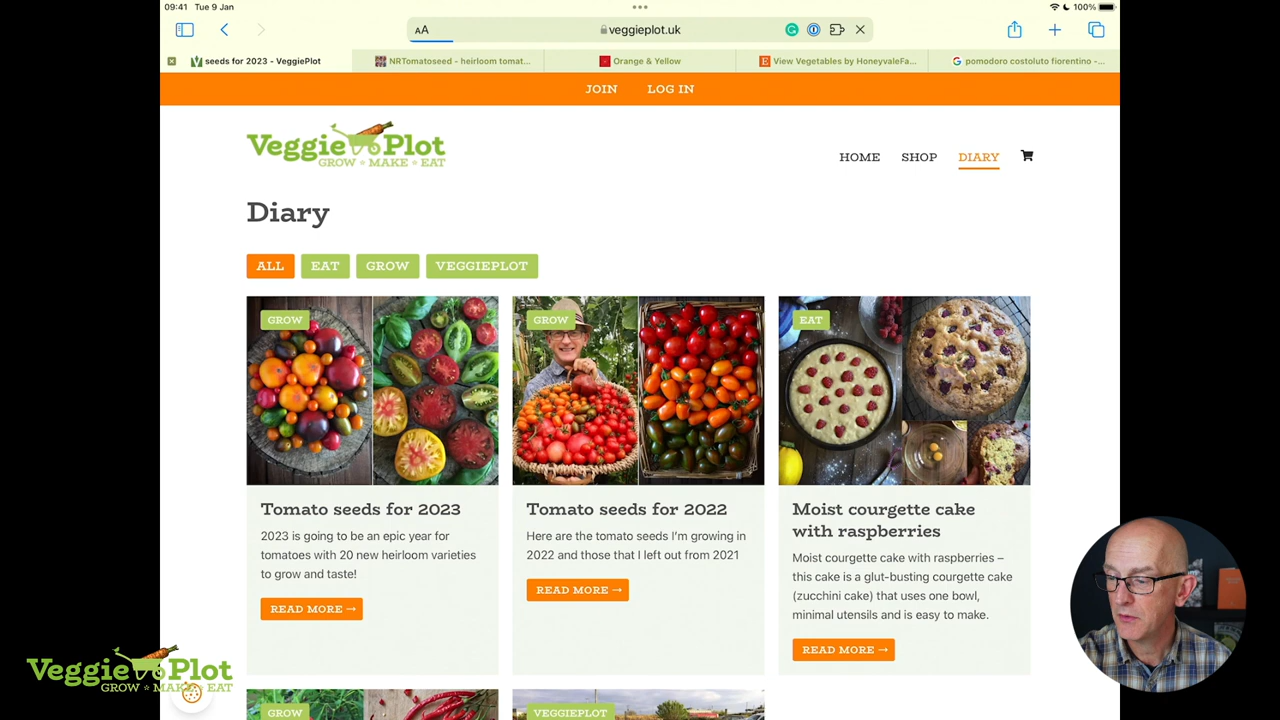 09:41 Tue 9 Jan
100%
AA
veggieplot.uk
seeds for 2023 - VeggiePlot
NRTomatoseed - heirloom tomat...
Orange & Yellow
View Vegetables by HoneyvaleFa...
pomodoro costoluto fiorentino -...
JOIN
LOG IN
Veggie Plot
GROW MAKE EAT
HOME
SHOP
DIARY
Diary
ALL
EAT
GROW
VEGGIEPLOT
GROW
GROW
EAT
Tomato seeds for 2023
2023 is going to be an epic year for
tomatoes with 20 new heirloom varieties
to grow and taste!
READ MORE →
Tomato seeds for 2022
Here are the tomato seeds I'm growing in
2022 and those that I left out from 2021
READ MORE →
Moist courgette cake
with raspberries
Moist courgette cake with raspberries –
this cake is a glut-busting courgette cake
(zucchini cake) that uses one bowl,
minimal utensils and is easy to make.
READ MORE →
Veggie Plot
GROW MAKE EAT
GROW
VEGGIEPLOT